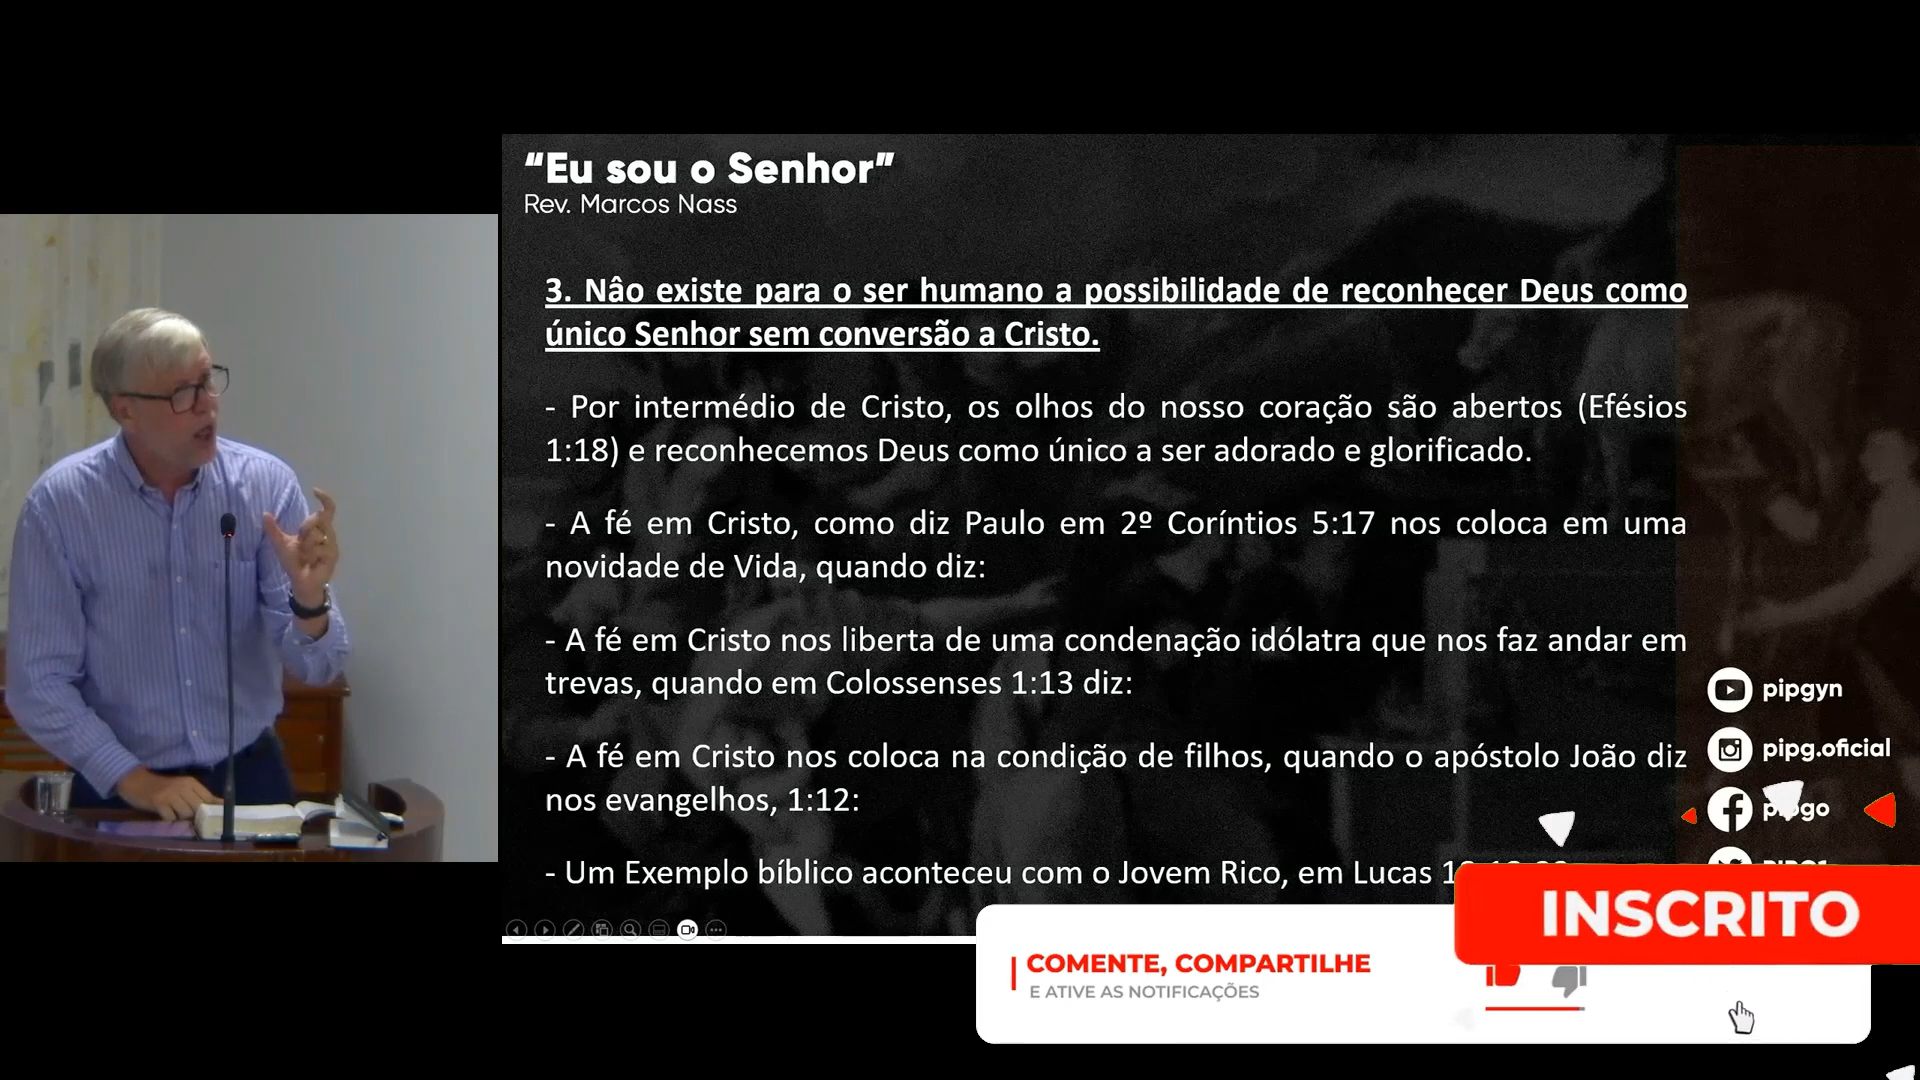 “Eu sou o Senhor”
Rev. Marcos Nass
3. Nâo existe para o ser humano a possibilidade de reconhecer Deus como
único Senhor sem conversão a Cristo.
- Por intermédio de Cristo, os olhos do nosso coração são abertos (Efésios
1:18) e reconhecemos Deus como único a ser adorado e glorificado.
- A fé em Cristo, como diz Paulo em 2º Coríntios 5:17 nos coloca em uma
novidade de Vida, quando diz:
- A fé em Cristo nos liberta de uma condenação idólatra que nos faz andar em
trevas, quando em Colossenses 1:13 diz:
- A fé em Cristo nos coloca na condição de filhos, quando o apóstolo João diz
nos evangelhos, 1:12:
- Um Exemplo bíblico aconteceu com o Jovem Rico, em Lucas
pipgyn
pipg.oficial
INSCRITO
COMENTE, COMPARTILHE
E ATIVE AS NOTIFICAÇÕES